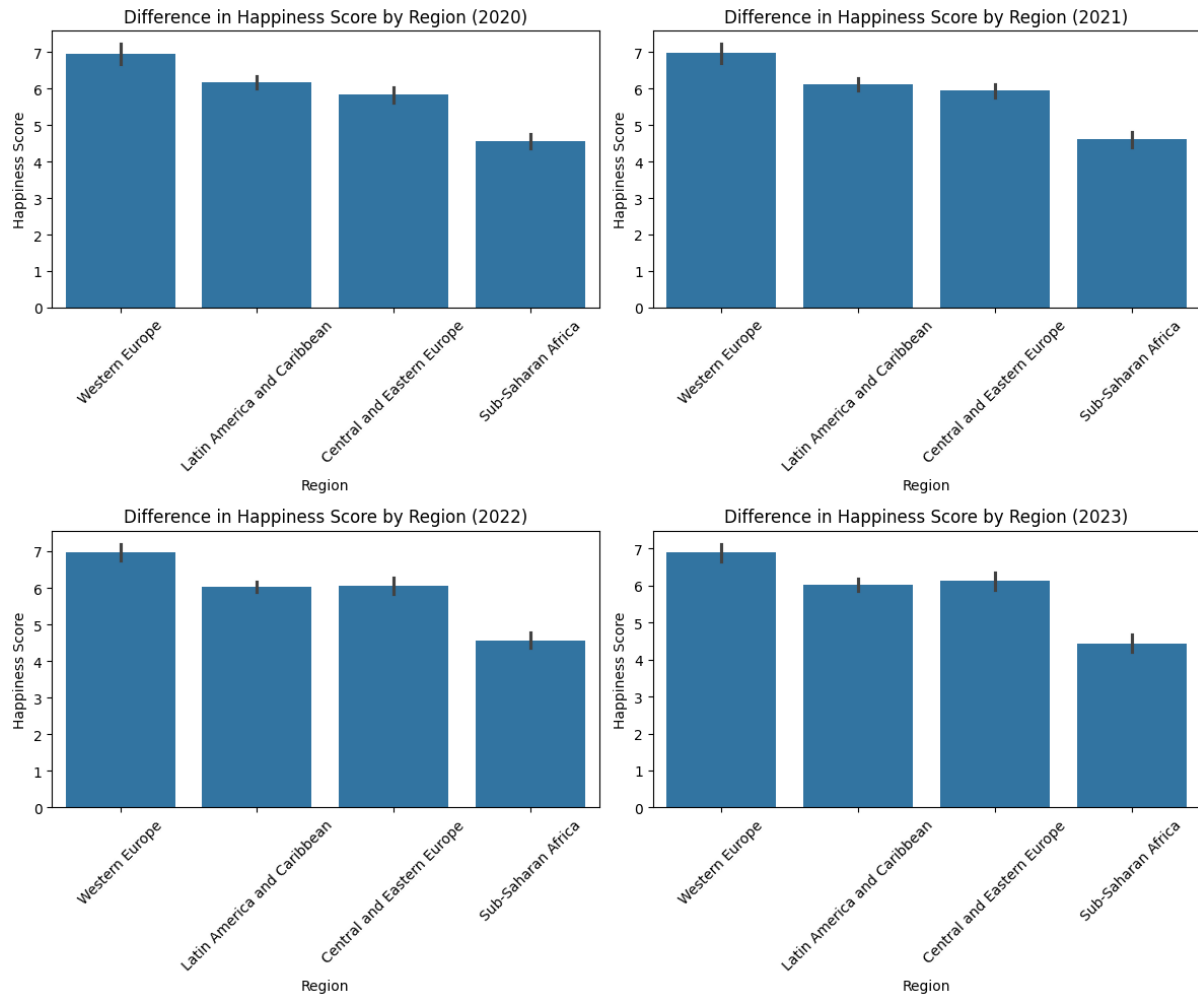 Difference in Happiness Score by Region (2020)
Happiness Score
7
6
5
4
3
2
1
0
Western Europe
Latin America and Caribbean
Central and Eastern Europe
Sub-Saharan Africa
Region
Difference in Happiness Score by Region (2021)
Happiness Score
7
6
5
4
3
2
1
0
Western Europe
Latin America and Caribbean
Central and Eastern Europe
Sub-Saharan Africa
Region
Difference in Happiness Score by Region (2022)
Happiness Score
7
6
5
4
3
2
1
0
Western Europe
Latin America and Caribbean
Central and Eastern Europe
Sub-Saharan Africa
Region
Difference in Happiness Score by Region (2023)
Happiness Score
7
6
5
4
3
2
1
0
Western Europe
Latin America and Caribbean
Central and Eastern Europe
Sub-Saharan Africa
Region